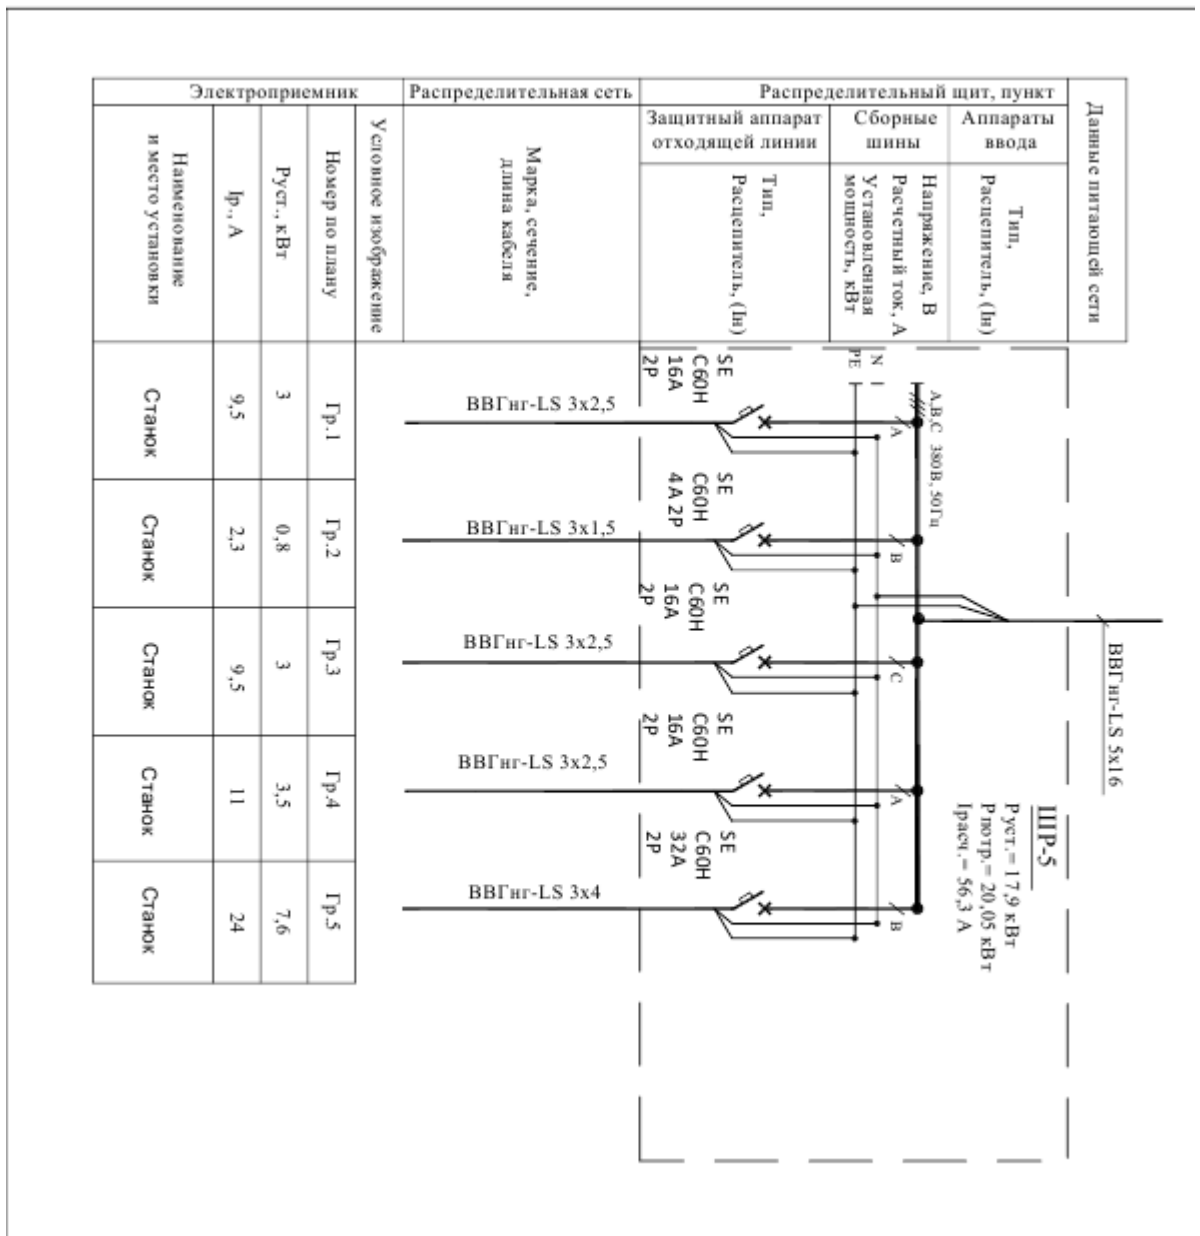 Электроприемник
Распределительная сеть
Распределительный щит, пункт
Данные питающей сети
Защитный аппарат
отходящей линии
Сборные
шины
Аппараты
ввода
Наименование
и место установки
Iр., А
Руст., кВт
Номер по плану
Условное изображение
Марка, сечение,
длина кабеля
Тип,
Расцепитель, (Iн)
Напряжение, В
Расчетный ток, А
Установленная
мощность, кВт
Тип,
Расцепитель, (Iн)
PE
N
А,В,С 380В, 50Гц
Станок
9,5
3
Гр.1
ВВГнг-LS 3х2,5
SE
C60H
16A
2P
A
Станок
2,3
0,8
Гр.2
ВВГнг-LS 3х1,5
SE
C60H
4A 2P
B
Станок
9,5
3
Гр.3
ВВГнг-LS 3х2,5
SE
C60H
16A
2P
C
Станок
11
3,5
Гр.4
ВВГнг-LS 3х2,5
SE
C60H
16A
2P
A
Станок
24
7,6
Гр.5
ВВГнг-LS 3х4
SE
C60H
32A
2P
B
ВВГнг-LS 5х16
ШР-5
Руст.= 17,9 кВт
Рпотр.= 20,05 кВт
Iрасч.= 56,3 А